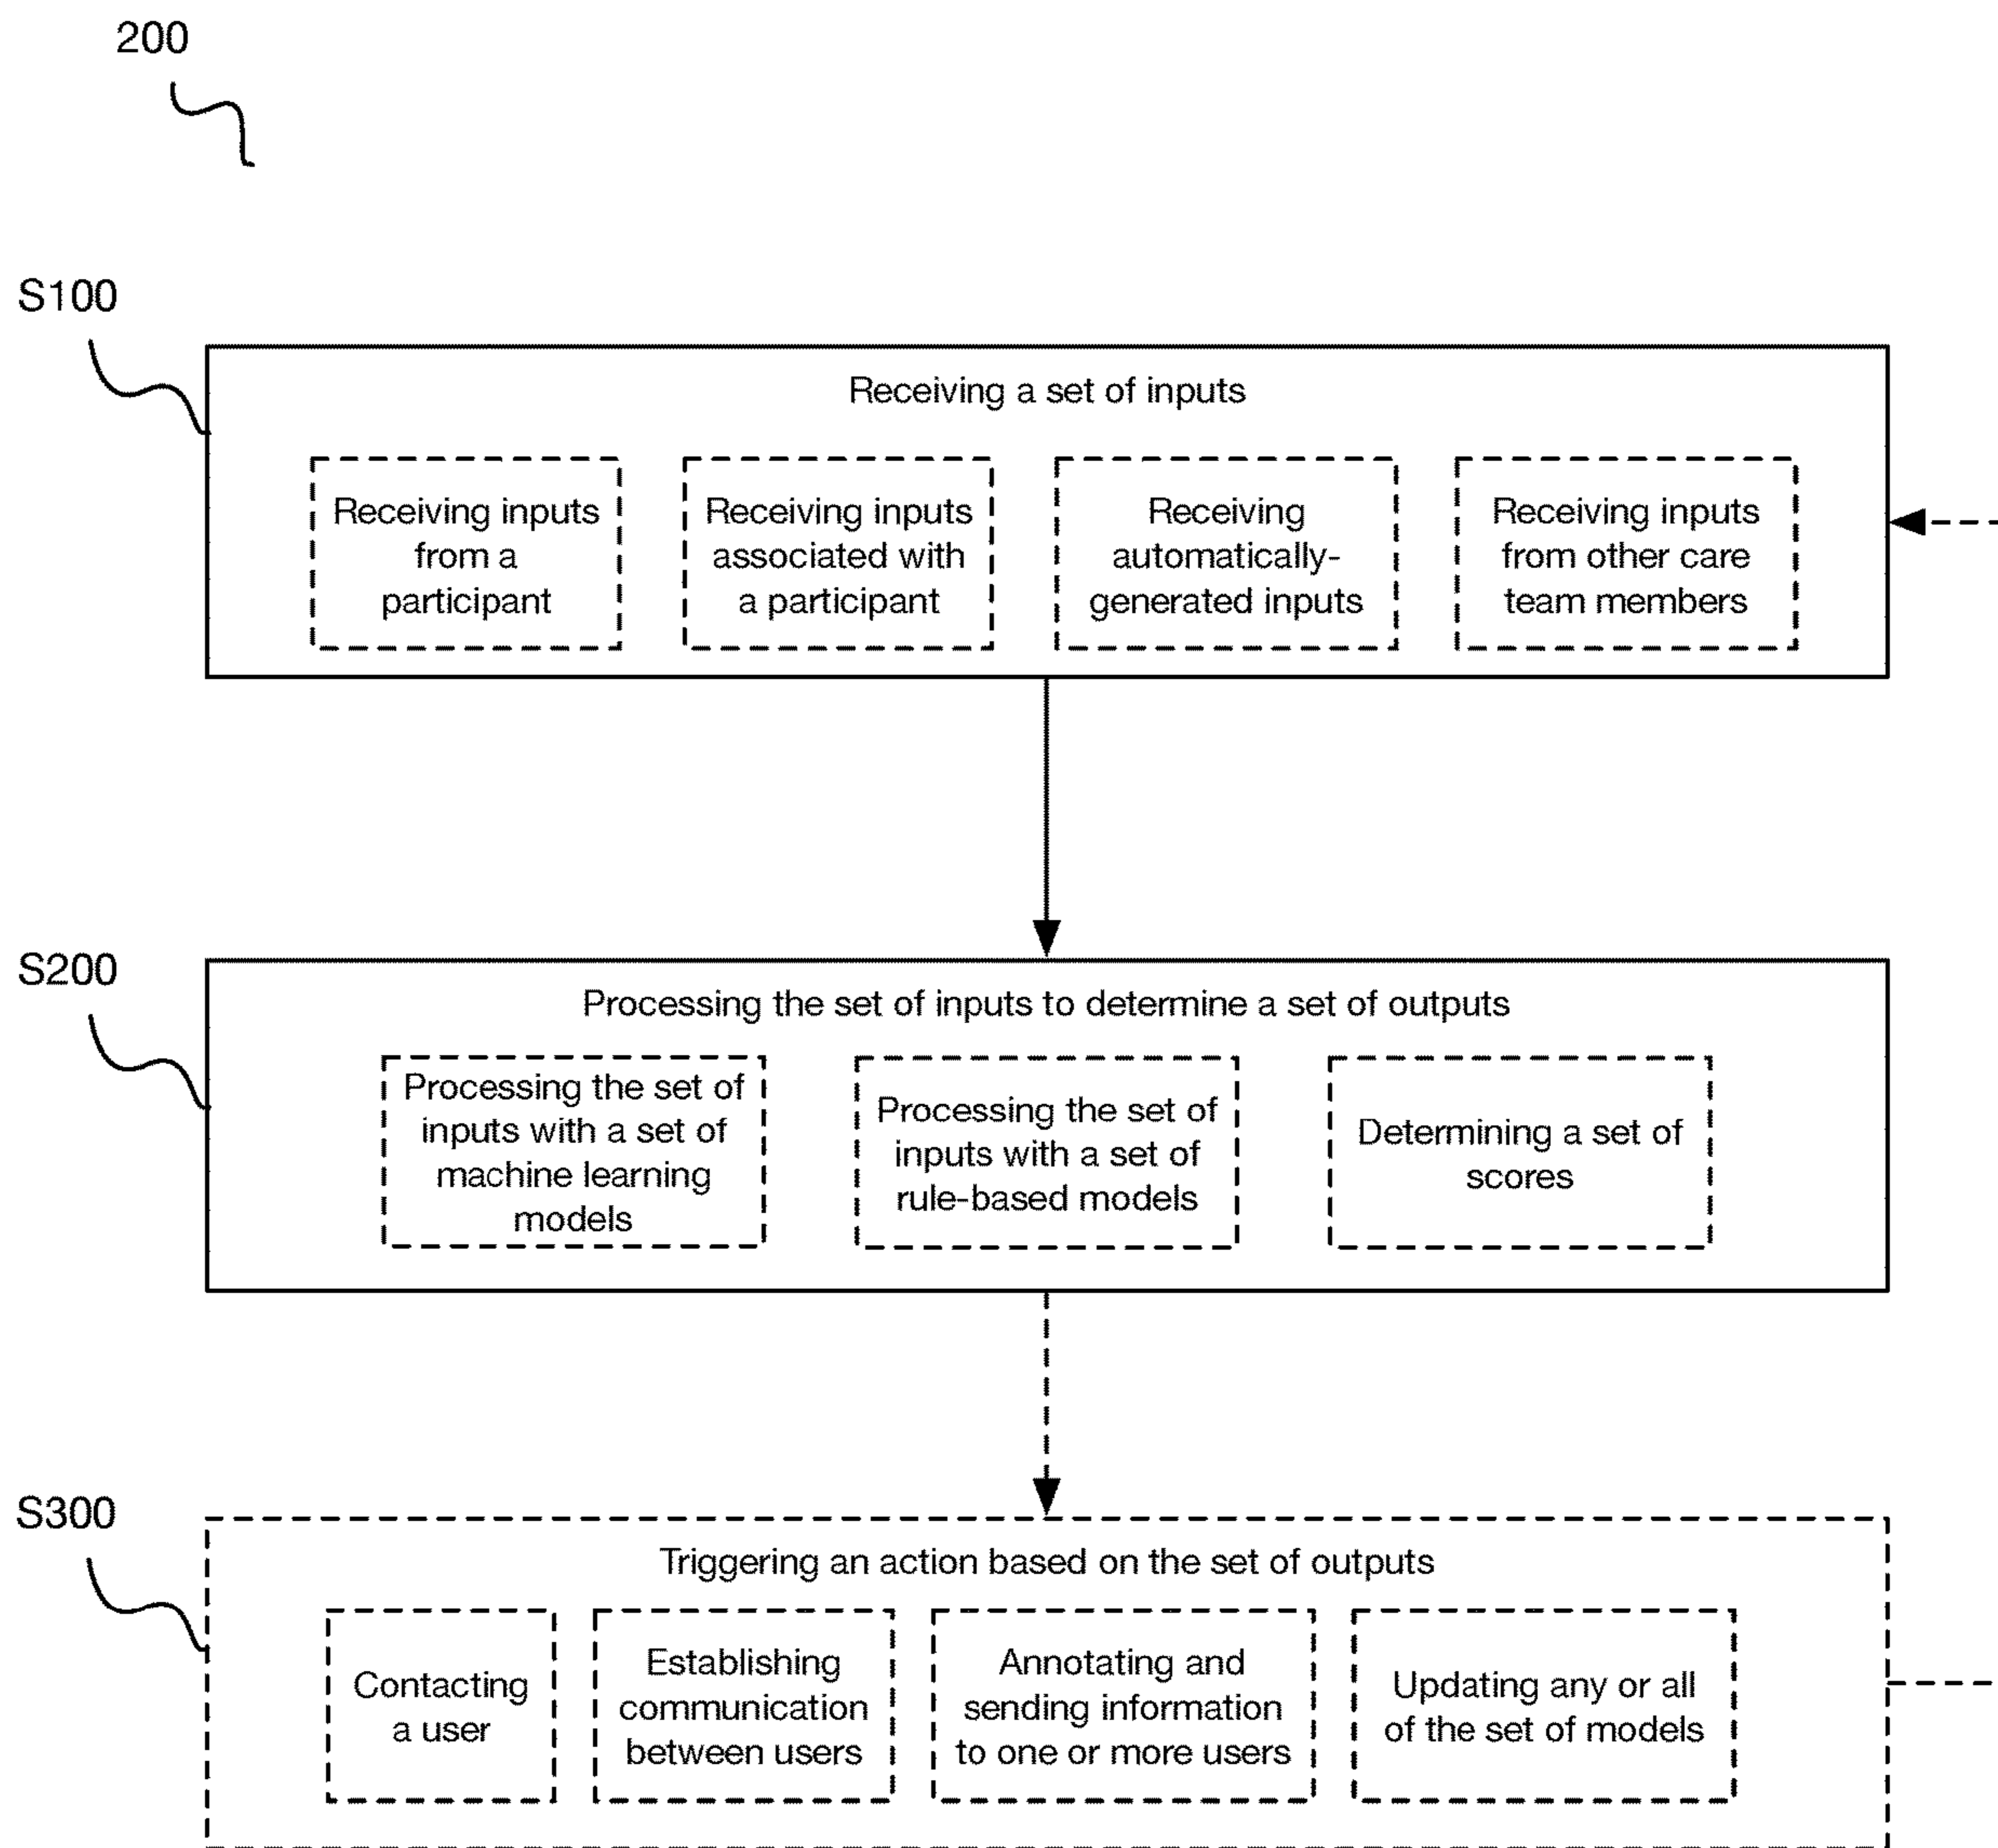 200
S100
Receiving a set of inputs
Receiving inputs
from a
participant
Receiving inputs
associated with
a participant
Receiving
automatically-
generated inputs
Receiving inputs
from other care
team members
S200
Processing the set of inputs to determine a set of outputs
Processing the set of
inputs with a set of
machine learning
models
Processing the set of
inputs with a set of
rule-based models
Determining a set of
scores
S300
Triggering an action based on the set of outputs
Contacting
a user
Establishing
communication
between users
Annotating and
sending information
to one or more users
Updating any or all
of the set of models